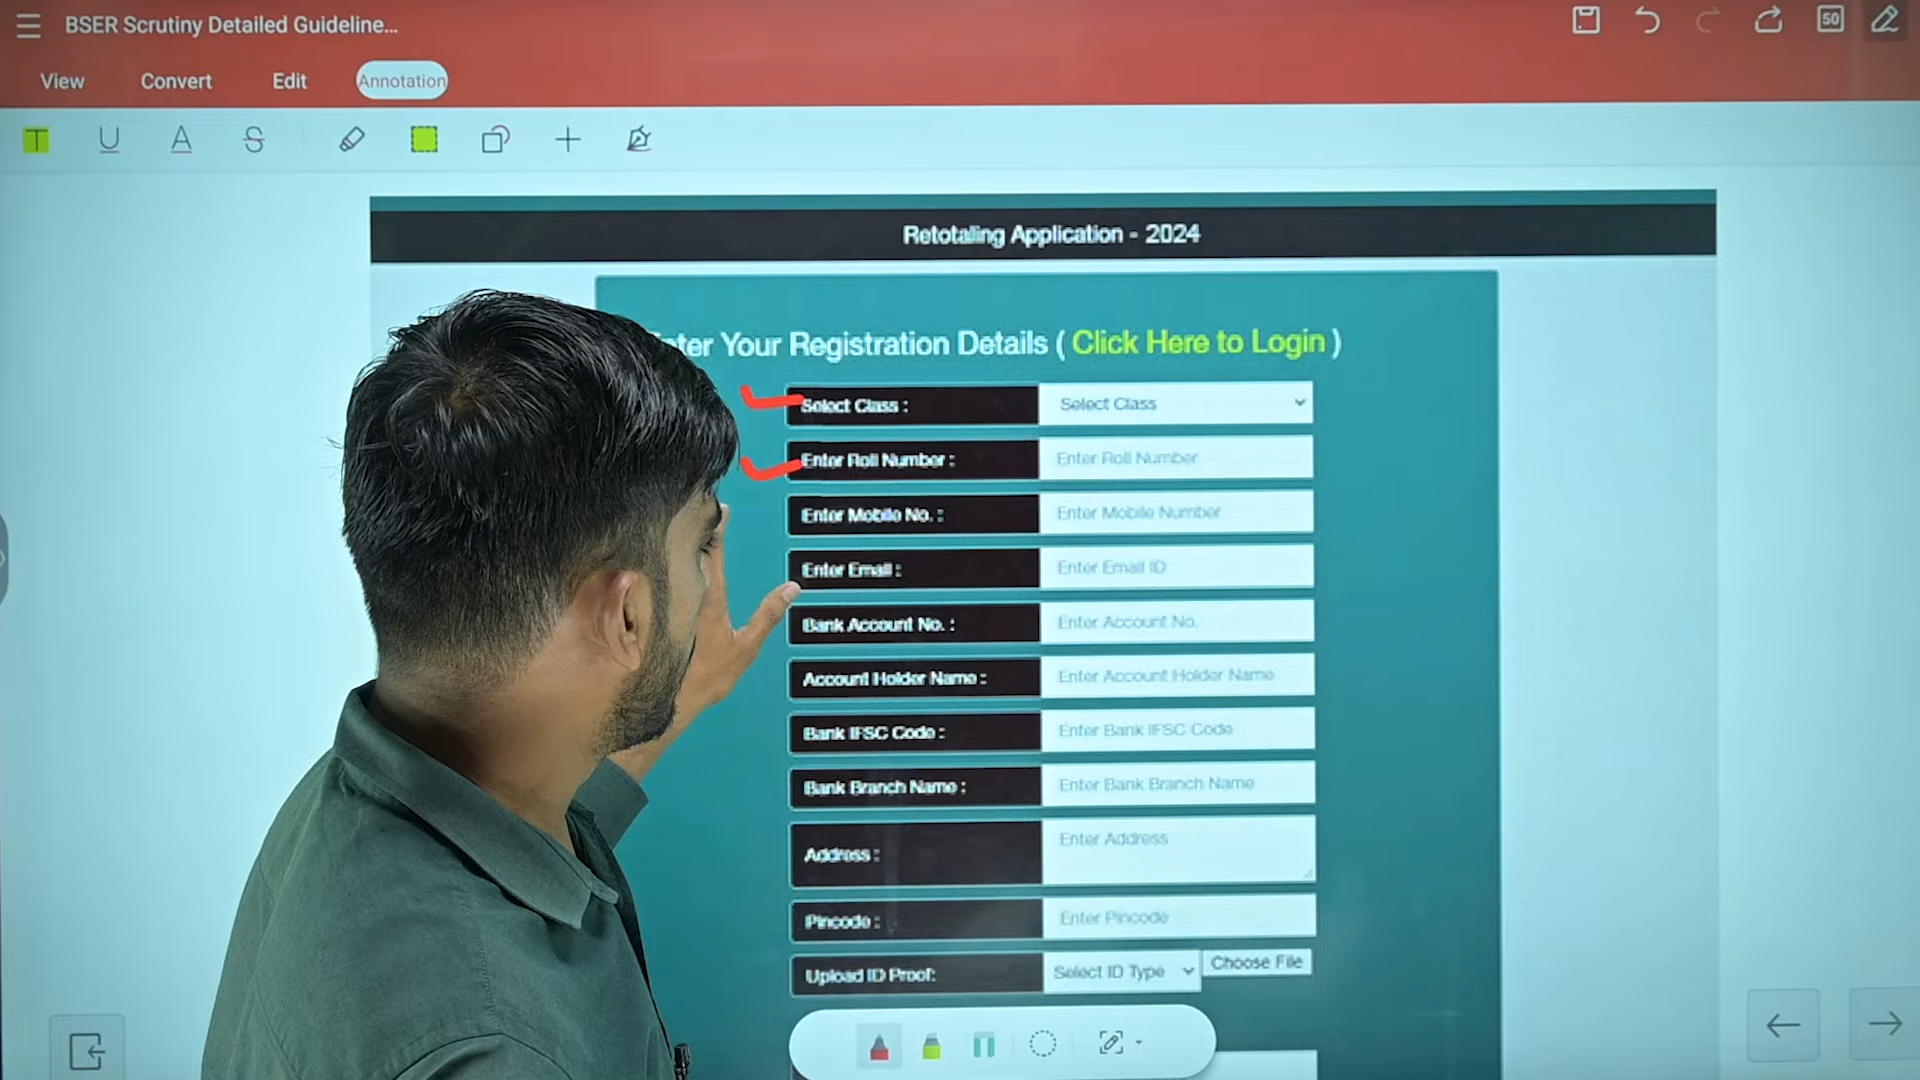 BSER Scrutiny Detailed Guideline...
50
View Convert Edit Annotation
T U A S
Retotaling Application - 2024
Your Registration Details ( Click Here to Login )
Select Class : Select Class
Enter Roll Number : Enter Roll Number
Enter Mobile No. : Enter Mobile Number
Enter Email : Enter Email ID
Bank Account No. : Enter Account No.
Account Holder Name : Enter Account Holder Name
Bank IFSC Code : Enter Bank IFSC Code
Bank Branch Name : Enter Bank Branch Name
Address : Enter Address
Pincode : Enter Pincode
Upload ID Proof: Select ID Type Choose File